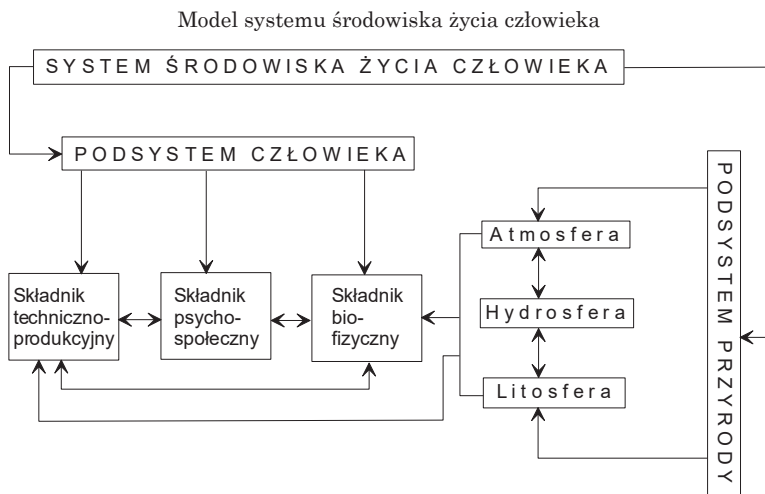 Model systemu środowiska życia człowieka
SYSTEM ŚRODOWISKA ŻYCIA CZŁOWIEKA
PODSYSTEM CZŁOWIEKA
Składnik
techniczno-
produkcyjny
Składnik
psycho-
społeczny
Składnik
bio-
fizyczny
Atmosfera
Hydrosfera
Litosfera
PODSYSTEM PRZYRODY